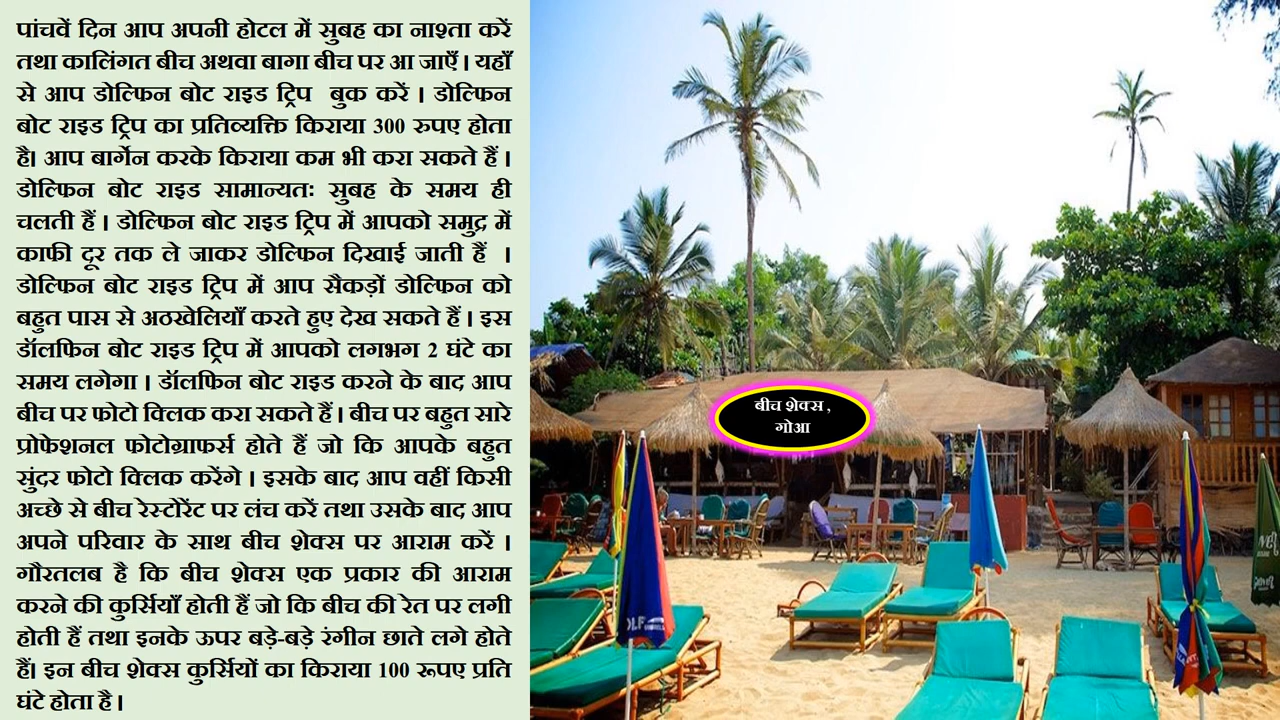 पांचवें दिन आप अपनी होटल में सुबह का नाश्ता करें
तथा कालिंगत बीच अथवा बागा बीच पर आ जाएँ। यहाँ
से आप डोल्फिन बोट राइड ट्रिप बुक करें । डोल्फिन
बोट राइड ट्रिप का प्रतिव्यक्ति किराया 300 रुपए होता
है। आप बार्गेन करके किराया कम भी करा सकते हैं ।
डोल्फिन बोट राइड सामान्यतः सुबह के समय ही
चलती हैं । डोल्फिन बोट राइड ट्रिप में आपको समुद्र में
काफी दूर तक ले जाकर डोल्फिन दिखाई जाती हैं ।
डोल्फिन बोट राइड ट्रिप में आप सैकड़ों डोल्फिन को
बहुत पास से अठखेलियाँ करते हुए देख सकते हैं । इस
डॉलफिन बोट राइड ट्रिप में आपको लगभग 2 घंटे का
समय लगेगा । डॉलफिन बोट राइड करने के बाद आप
बीच पर फोटो क्लिक करा सकते हैं। बीच पर बहुत सारे
प्रोफेशनल फोटोग्राफर्स होते हैं जो कि आपके बहुत
सुंदर फोटो क्लिक करेंगे । इसके बाद आप वहीं किसी
अच्छे से बीच रेस्टोरेंट पर लंच करें तथा उसके बाद आप
अपने परिवार के साथ बीच शेक्स पर आराम करें ।
गौरतलब है कि बीच शेक्स एक प्रकार की आराम
करने की कुर्सियाँ होती हैं जो कि बीच की रेत पर लगी
होती हैं तथा इनके ऊपर बड़े-बड़े रंगीन छाते लगे होते
हैं। इन बीच शेक्स कुर्सियों का किराया 100 रूपए प्रति
घंटे होता है ।
बीच शेक्स ,
गोआ